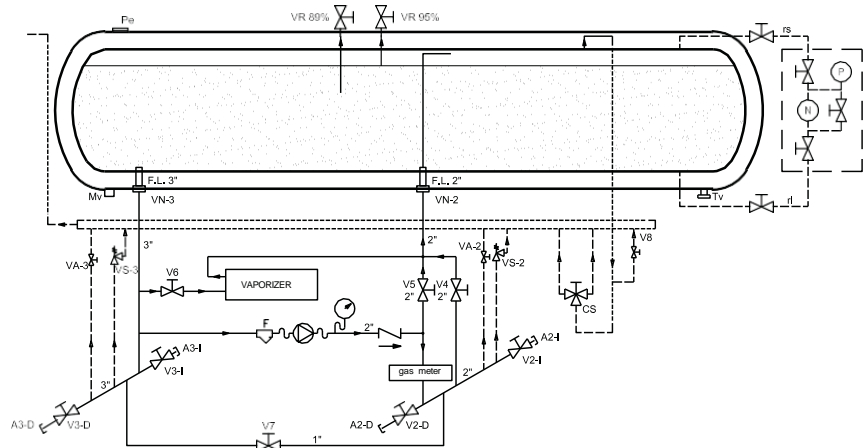 Pe
VR 89%
VR 95%
rs
P
N
F.L. 3"
F.L. 2"
Mv
VN-3
VN-2
Tv
rl
3"
2"
VA-3
VS-3
VA-2
VS-2
V8
V6
VAPORIZER
V5
2"
V4
2"
CS
F
2"
A3-I
V3-I
A2-I
V2-I
gas meter
3"
2"
A3-D
V3-D
A2-D
V2-D
V7
1"